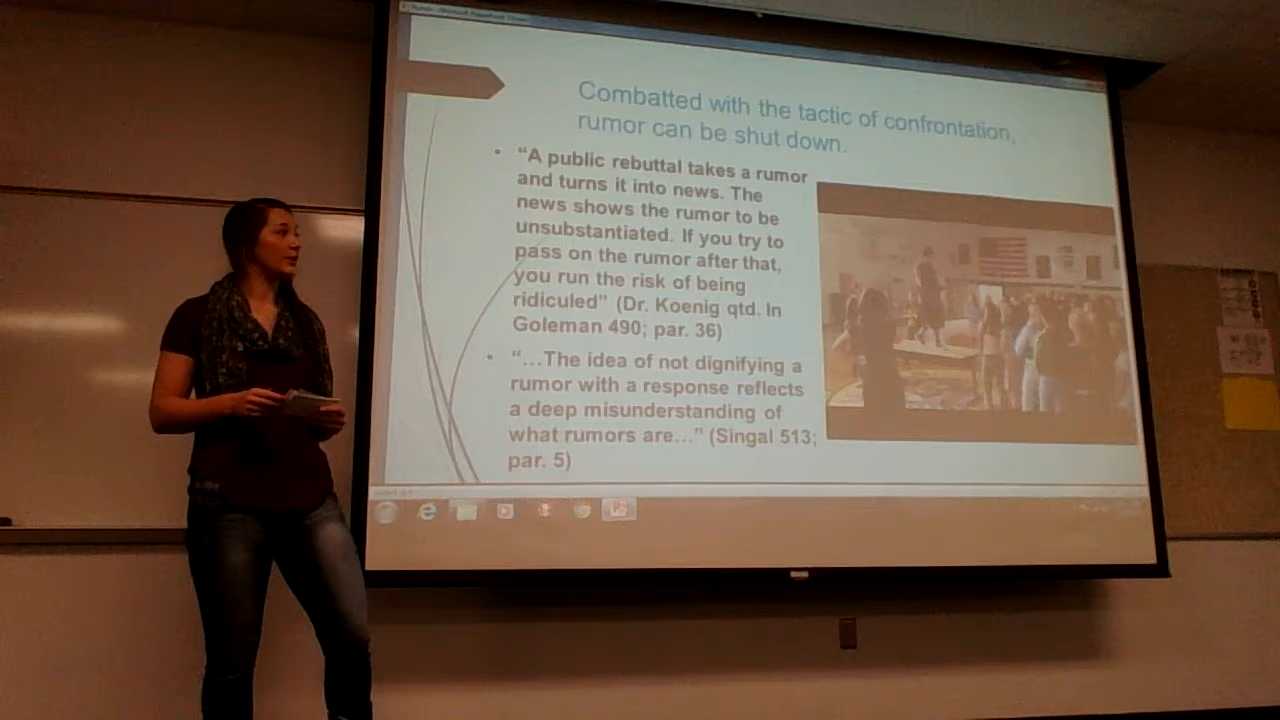 Combatted with the tactic of confrontation,
rumor can be shut down.
• “A public rebuttal takes a rumor
and turns it into news. The
news shows the rumor to be
unsubstantiated. If you try to
pass on the rumor after that,
you run the risk of being
ridiculed” (Dr. Koenig qtd. In
Goleman 490; par. 36)
• “...The idea of not dignifying a
rumor with a response reflects
a deep misunderstanding of
what rumors are...” (Singal 513;
par. 5)